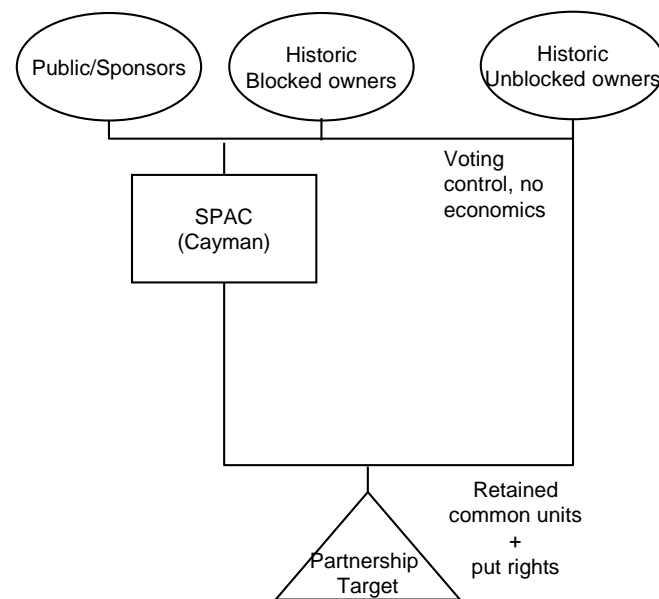 Public/Sponsors
Historic
Blocked owners
Historic
Unblocked owners
Voting
control, no
economics
SPAC
(Cayman)
Retained
common units
+
put rights
Partnership
Target